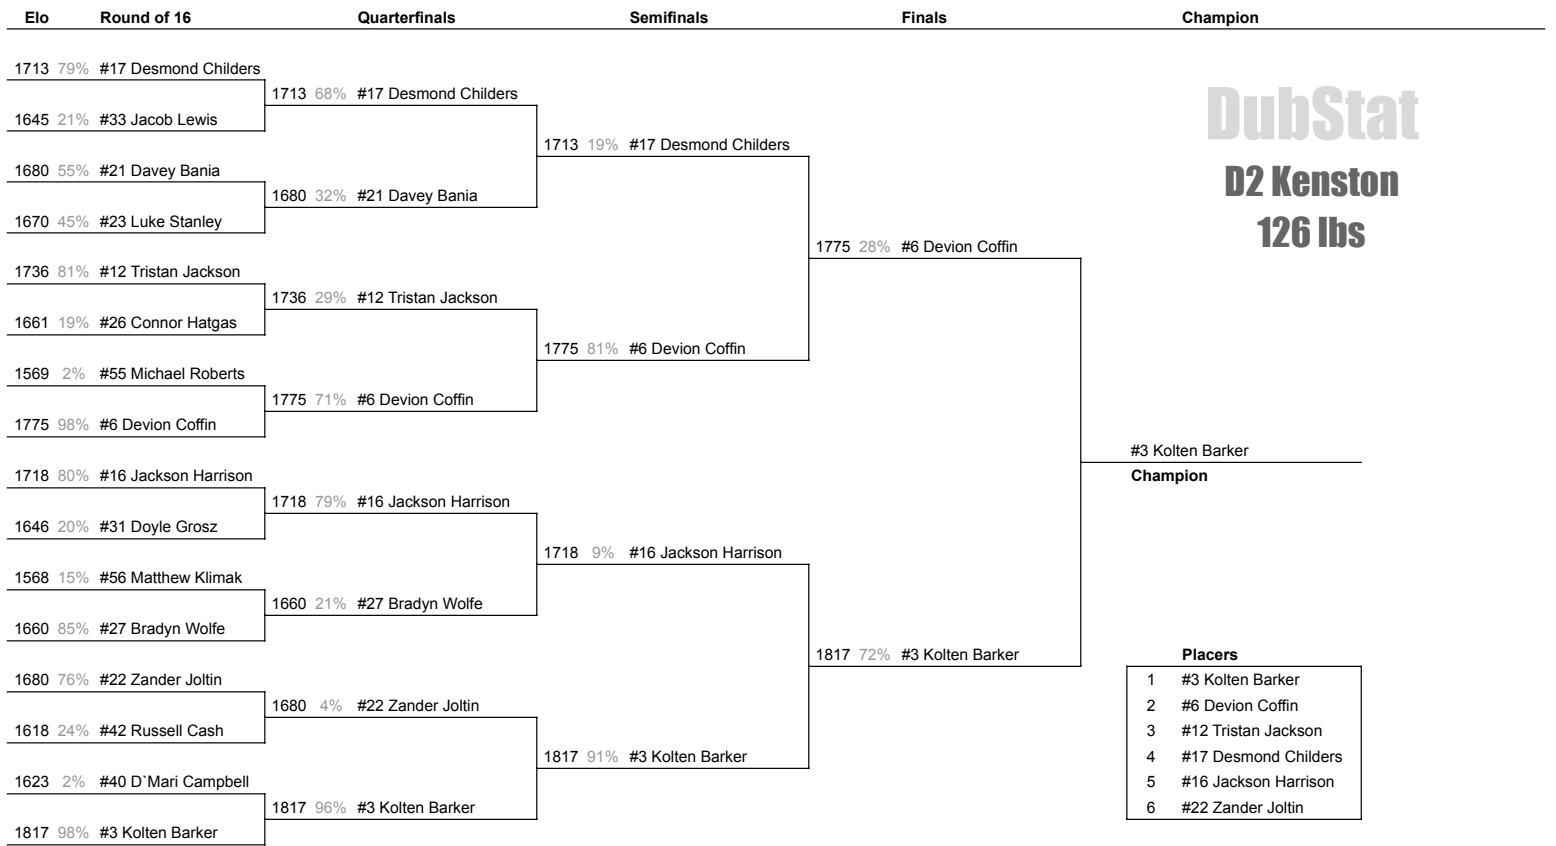 Elo Round of 16 Quarterfinals Semifinals Finals Champion
1713 79% #17 Desmond Childers
1713 68% #17 Desmond Childers
1645 21% #33 Jacob Lewis
DubStat
1713 19% #17 Desmond Childers
1680 55% #21 Davey Bania
D2 Kenston
1680 32% #21 Davey Bania
1670 45% #23 Luke Stanley
126 lbs
1775 28% #6 Devion Coffin
1736 81% #12 Tristan Jackson
1736 29% #12 Tristan Jackson
1661 19% #26 Connor Hatgas
1775 81% #6 Devion Coffin
1569 2% #55 Michael Roberts
1775 71% #6 Devion Coffin
1775 98% #6 Devion Coffin
#3 Kolten Barker
1718 80% #16 Jackson Harrison
Champion
1718 79% #16 Jackson Harrison
1646 20% #31 Doyle Grosz
1718 9% #16 Jackson Harrison
1568 15% #56 Matthew Klimak
1660 21% #27 Bradyn Wolfe
1660 85% #27 Bradyn Wolfe
1817 72% #3 Kolten Barker
Placers
1680 76% #22 Zander Joltin
1 #3 Kolten Barker
1680 4% #22 Zander Joltin
2 #6 Devion Coffin
1618 24% #42 Russell Cash
3 #12 Tristan Jackson
1817 91% #3 Kolten Barker
4 #17 Desmond Childers
1623 2% #40 D`Mari Campbell
5 #16 Jackson Harrison
1817 96% #3 Kolten Barker
6 #22 Zander Joltin
1817 98% #3 Kolten Barker